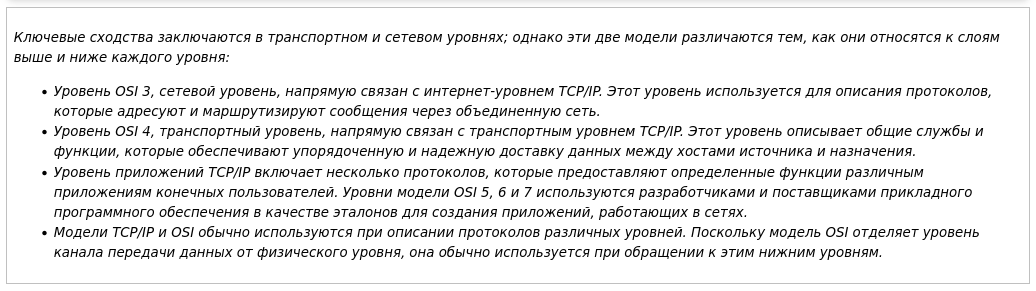 Ключевые сходства заключаются в транспортном и сетевом уровнях; однако эти две модели различаются тем, как они относятся к слоям
выше и ниже каждого уровня:
• Уровень OSI 3, сетевой уровень, напрямую связан с интернет-уровнем TCP/IP. Этот уровень используется для описания протоколов,
которые адресуют и маршрутизируют сообщения через объединенную сеть.
• Уровень OSI 4, транспортный уровень, напрямую связан с транспортным уровнем TCP/IP. Этот уровень описывает общие службы и
функции, которые обеспечивают упорядоченную и надежную доставку данных между хостами источника и назначения.
• Уровень приложений TCP/IP включает несколько протоколов, которые предоставляют определенные функции различным
приложениям конечных пользователей. Уровни модели OSI 5, 6 и 7 используются разработчиками и поставщиками прикладного
программного обеспечения в качестве эталонов для создания приложений, работающих в сетях.
• Модели TCP/IP и OSI обычно используются при описании протоколов различных уровней. Поскольку модель OSI отделяет уровень
канала передачи данных от физического уровня, она обычно используется при обращении к этим нижним уровням.